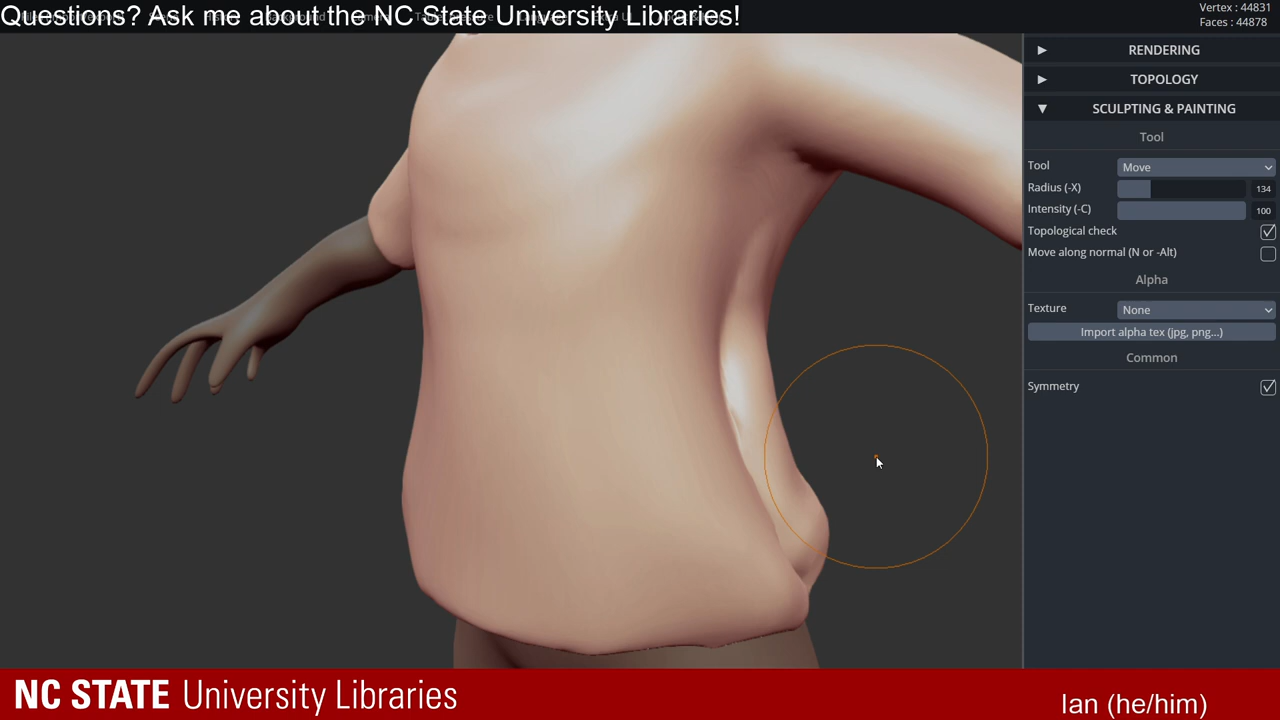 Questions? Ask me about the NC State University Libraries!
Vertex : 44831
Faces : 44878
RENDERING
TOPOLOGY
SCULPTING & PAINTING
Tool
Tool Move
Radius (-X) 134
Intensity (-C) 100
Topological check
Move along normal (N or -Alt)
Alpha
Texture None
Import alpha tex (jpg, png...)
Common
Symmetry
NC STATE University Libraries
Ian (he/him)